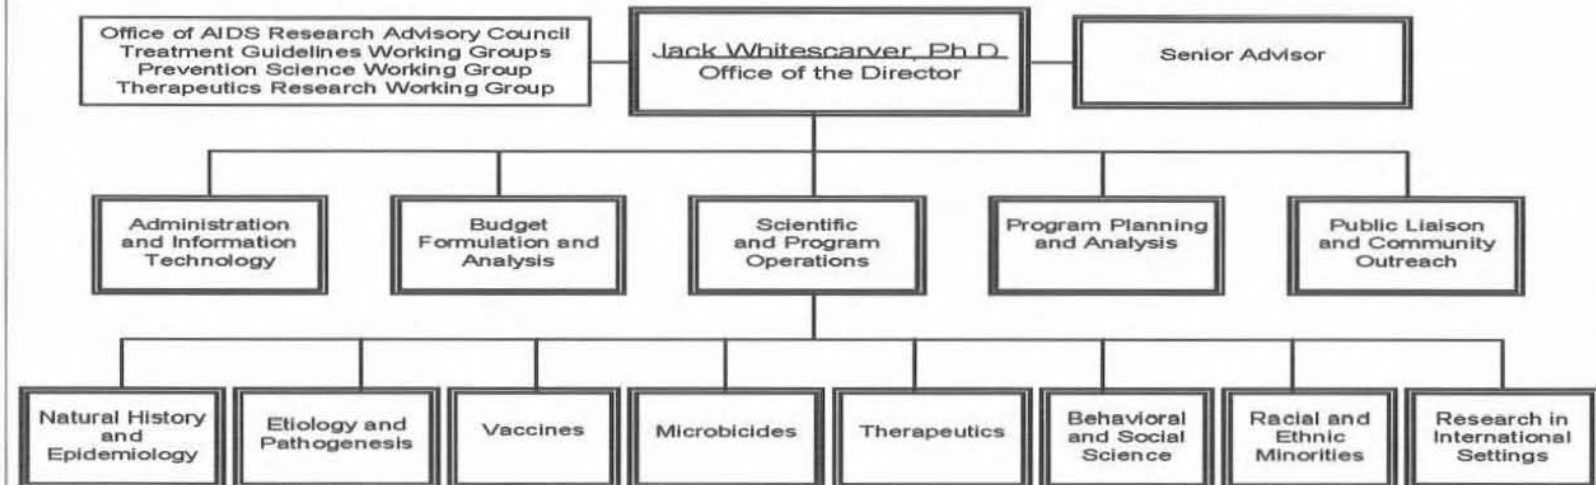 Office of AIDS Research Advisory Council
Treatment Guidelines Working Groups
Prevention Science Working Group
Therapeutics Research Working Group
Jack Whitescarver, Ph.D.
Office of the Director
Senior Advisor
Administration
and Information
Technology
Budget
Formulation and
Analysis
Scientific
and Program
Operations
Program Planning
and Analysis
Public Liaison
and Community
Outreach
Natural History
and
Epidemiology
Etiology and
Pathogenesis
Vaccines
Microbicides
Therapeutics
Behavioral
and Social
Science
Racial and
Ethnic
Minorities
Research in
International
Settings